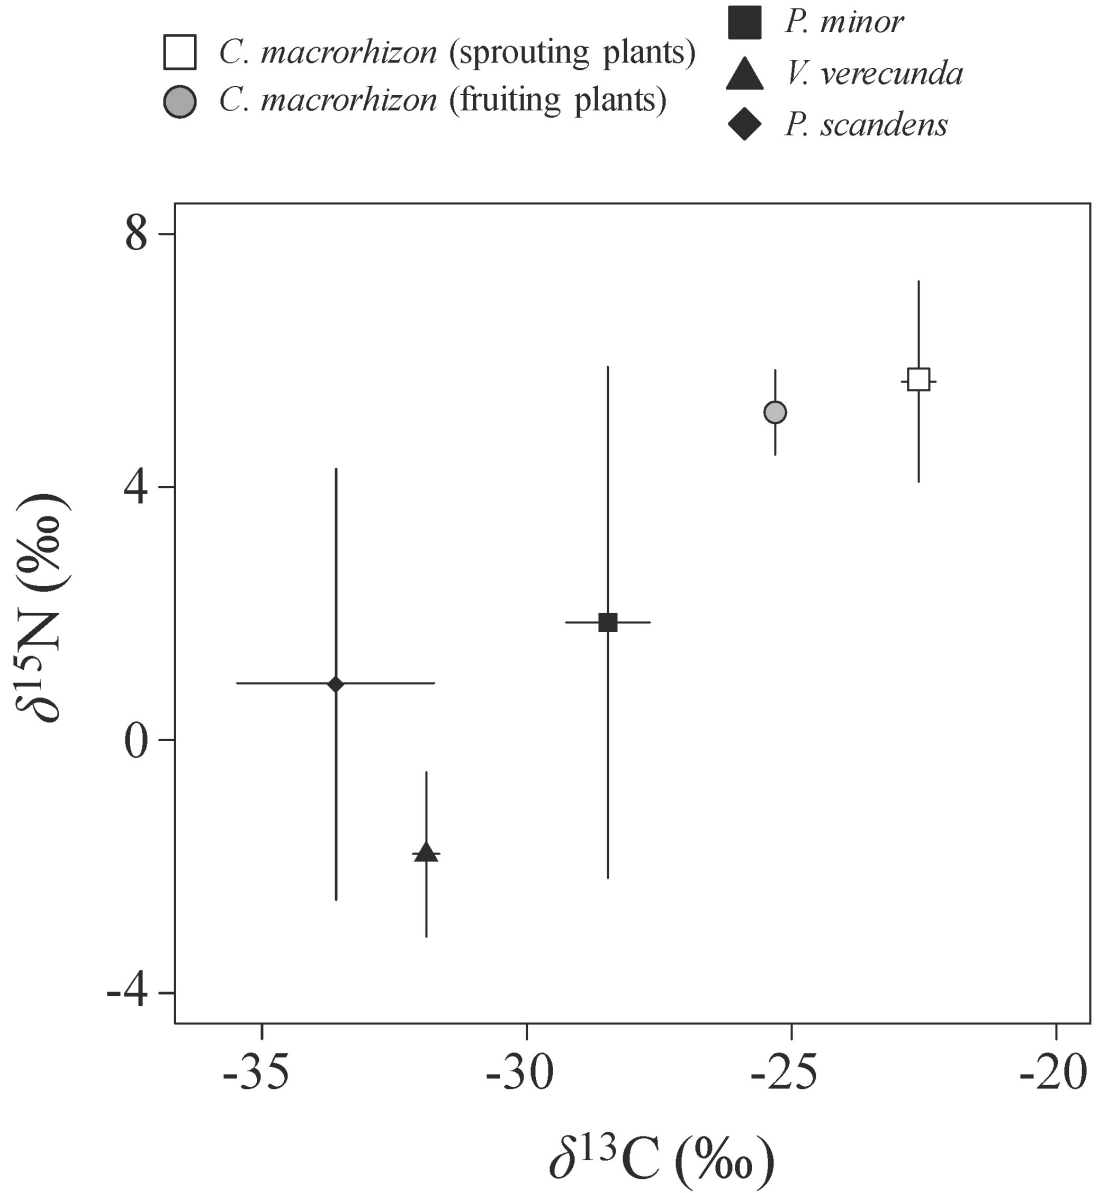 C. macrorhizon (sprouting plants)
C. macrorhizon (fruiting plants)
P. minor
V. verecunda
P. scandens
8
4
0
-4
δ¹⁵N (‰)
-35
-30
-25
-20
δ¹³C (‰)